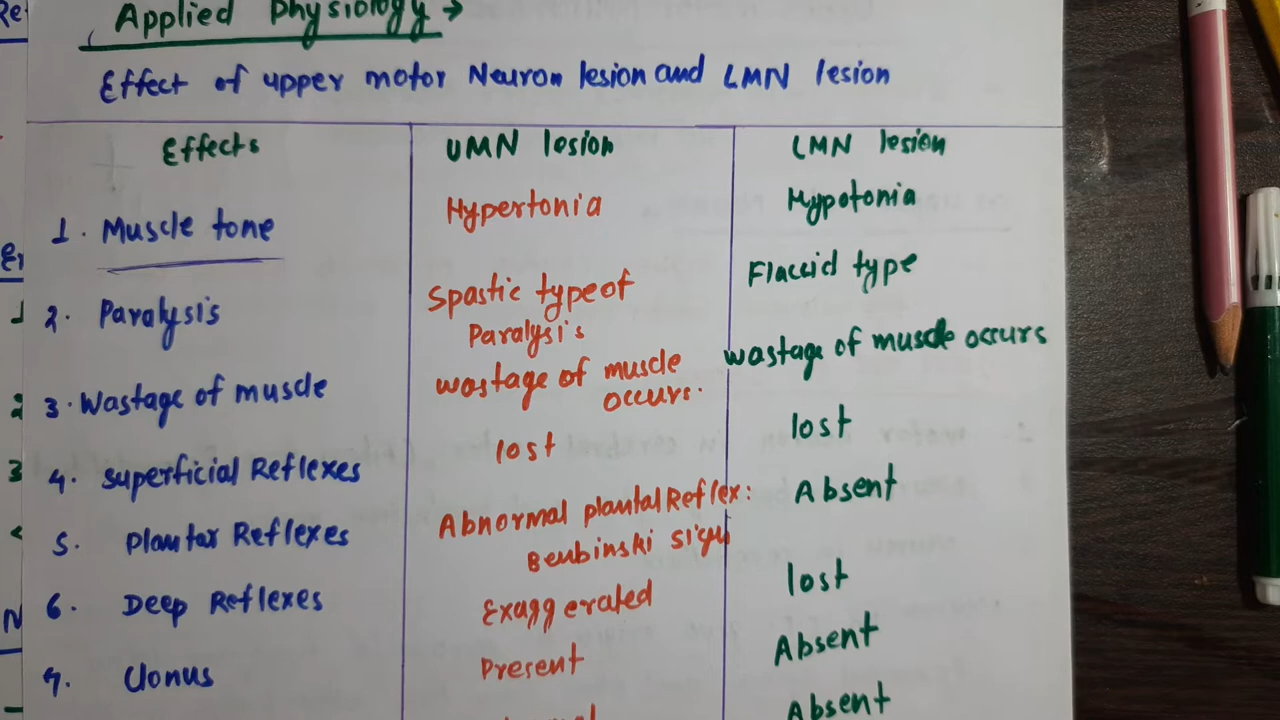 Re
Applied Physiology →
Effect of upper motor Neuron lesion and LMN lesion
Effects UMN lesion LMN lesion
1. Muscle tone Hypertonia Hypotonia
2. Paralysis Spastic type of Flaccid type
Paralysis
3. Wastage of muscle wastage of muscle wastage of muscle occurs
occurs.
4. Superficial Reflexes lost lost
5. Plantar Reflexes Abnormal plantal Reflex: Absent
Beubinski sign
6. Deep Reflexes Exaggerated lost
7. Clonus Present Absent
Absent